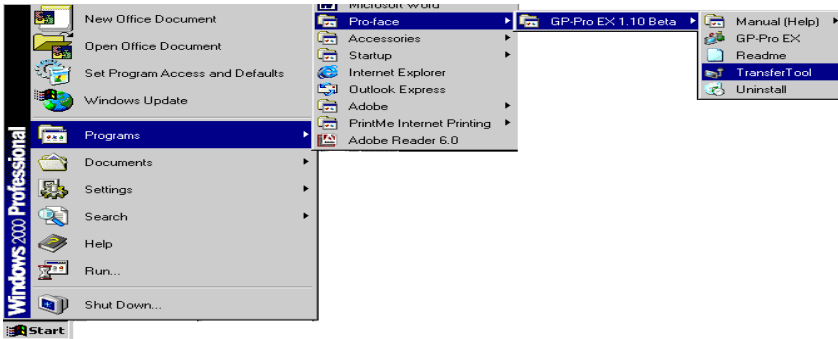 New Office Document
Open Office Document
Set Program Access and Defaults
Windows Update
Programs
Documents
Settings
Search
Help
Run...
Shut Down...
Windows 2000 Professional
Start
Microsoft Word
Pro-face
Accessories
Startup
Internet Explorer
Outlook Express
Adobe
PrintMe Internet Printing
Adobe Reader 6.0
GP-Pro EX 1.10 Beta
Manual (Help)
GP-Pro EX
Readme
TransferTool
Uninstall